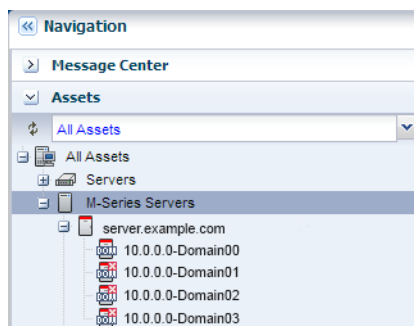 Navigation
Message Center
Assets
All Assets
All Assets
Servers
M-Series Servers
server.example.com
10.0.0.0-Domain00
10.0.0.0-Domain01
10.0.0.0-Domain02
10.0.0.0-Domain03